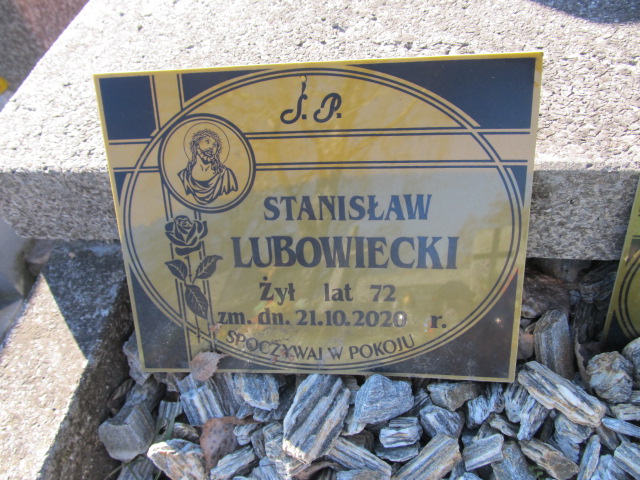 Ś.P.
STANISŁAW
LUBOWIECKI
Żył lat 72
zm. dn. 21.10.2020 r.
SPOCZYWAJ W POKOJU